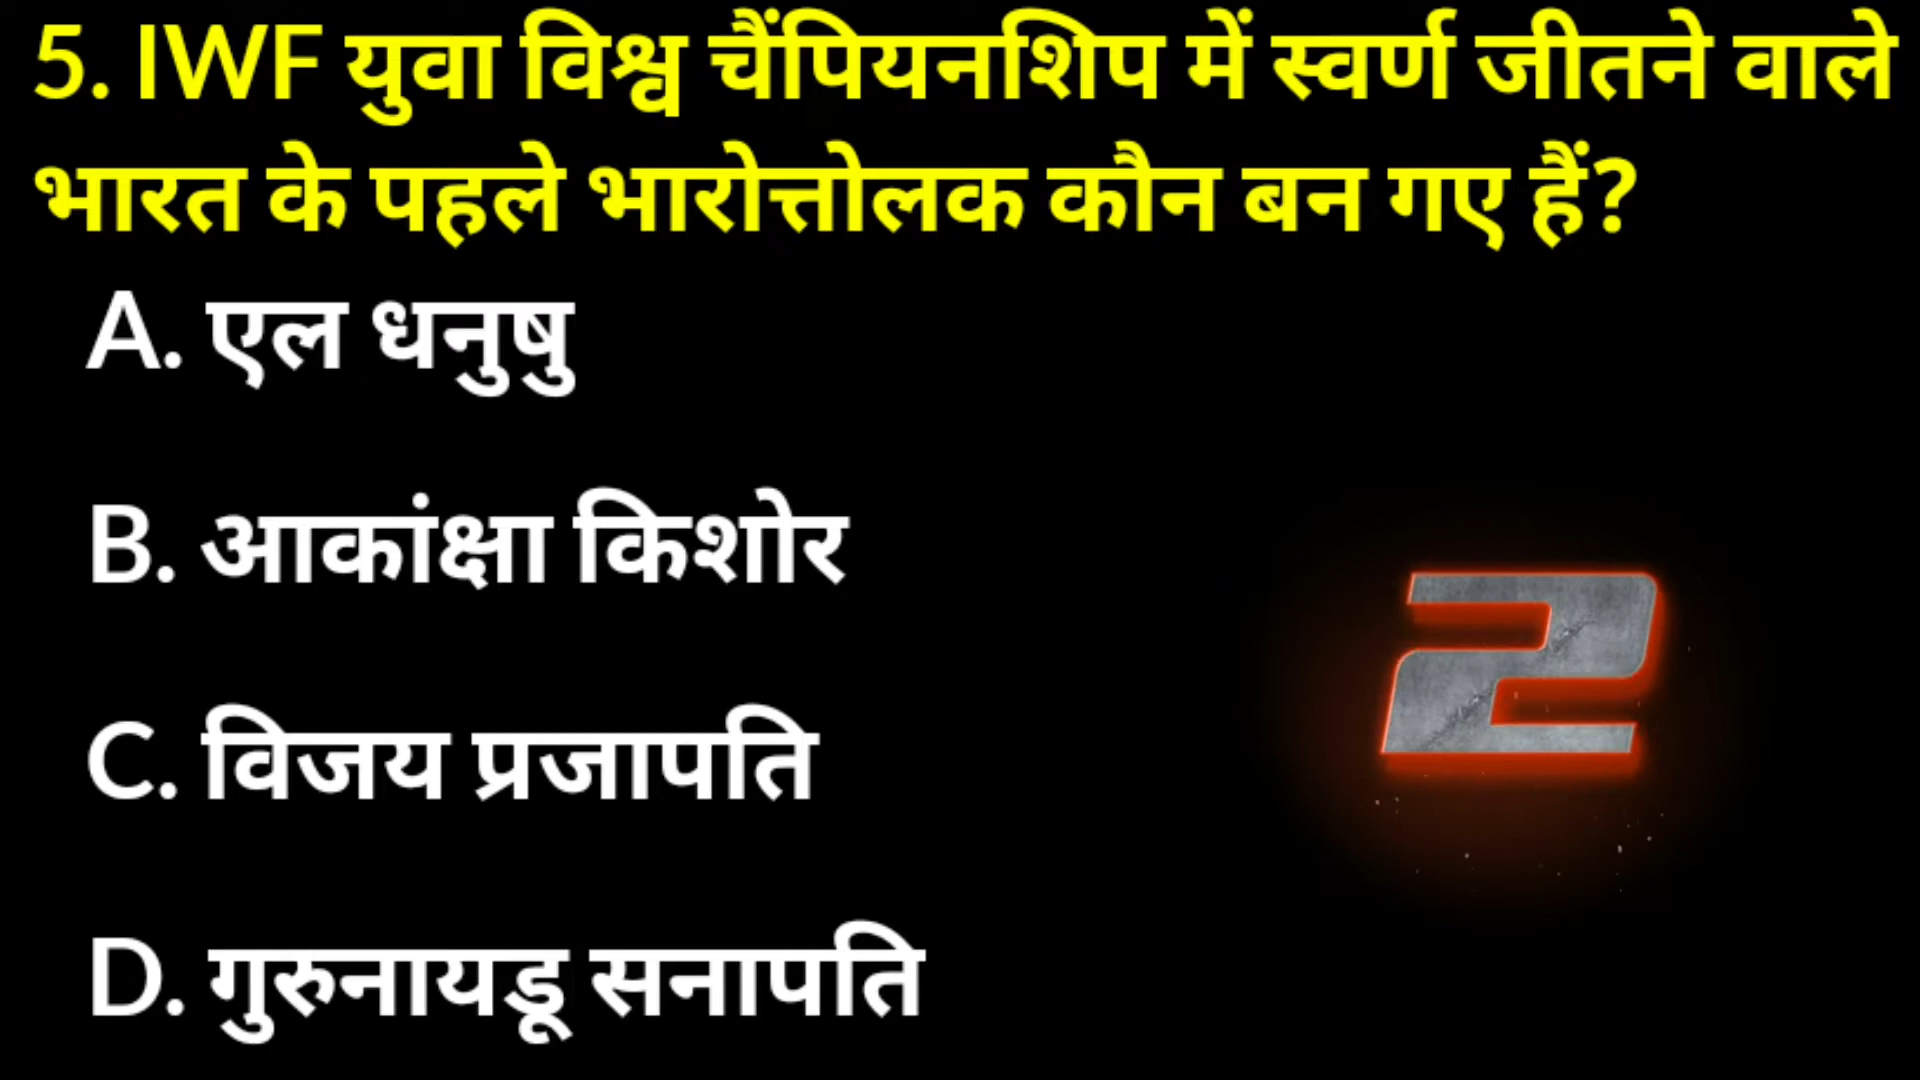 5. IWF युवा विश्व चैंपियनशिप में स्वर्ण जीतने वाले
भारत के पहले भारोत्तोलक कौन बन गए हैं?
A. एल धनुषु
B. आकांक्षा किशोर
C. विजय प्रजापति
2
D. गुरुनायडू सनापति